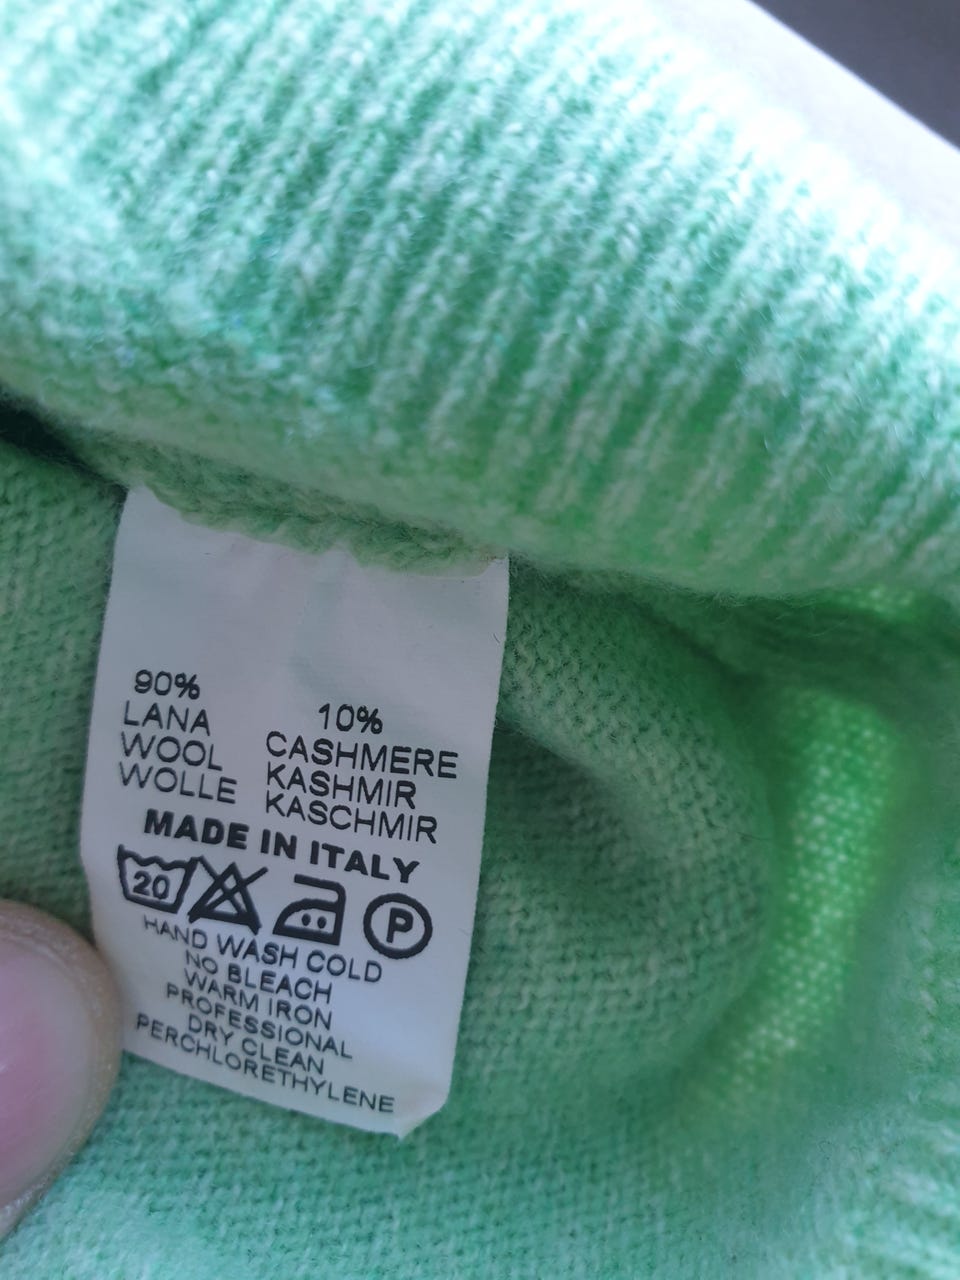 90%
LANA
WOOL
WOLLE
10%
CASHMERE
KASHMIR
KASCHMIR
MADE IN ITALY
20
P
HAND WASH COLD
NO BLEACH
WARM IRON
PROFESSIONAL
DRY CLEAN
PERCHLORETHYLENE